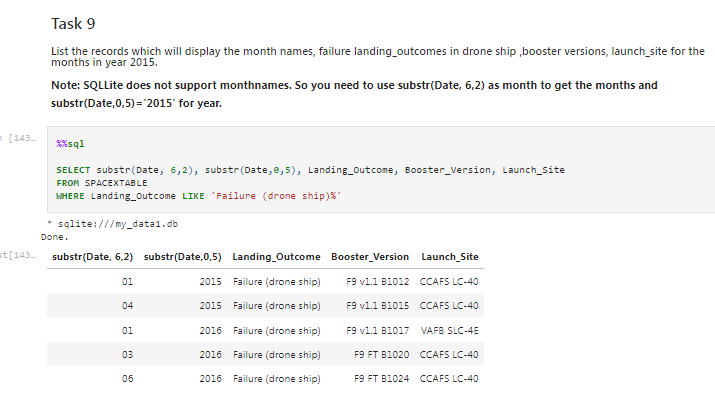 Task 9
List the records which will display the month names, failure landing_outcomes in drone ship ,booster versions, launch_site for the
months in year 2015.
Note: SQLLite does not support monthnames. So you need to use substr(Date, 6,2) as month to get the months and
substr(Date,0,5)='2015' for year.
[143…
%%sql
SELECT substr(Date, 6,2), substr(Date,0,5), Landing_Outcome, Booster_Version, Launch_Site
FROM SPACEXTABLE
WHERE Landing_Outcome LIKE 'Failure (drone ship)%'
* sqlite:///my_data1.db
Done.
[143… substr(Date, 6,2) substr(Date,0,5) Landing_Outcome Booster_Version Launch_Site
01 2015 Failure (drone ship) F9 v1.1 B1012 CCAFS LC-40
04 2015 Failure (drone ship) F9 v1.1 B1015 CCAFS LC-40
01 2016 Failure (drone ship) F9 v1.1 B1017 VAFB SLC-4E
03 2016 Failure (drone ship) F9 FT B1020 CCAFS LC-40
06 2016 Failure (drone ship) F9 FT B1024 CCAFS LC-40